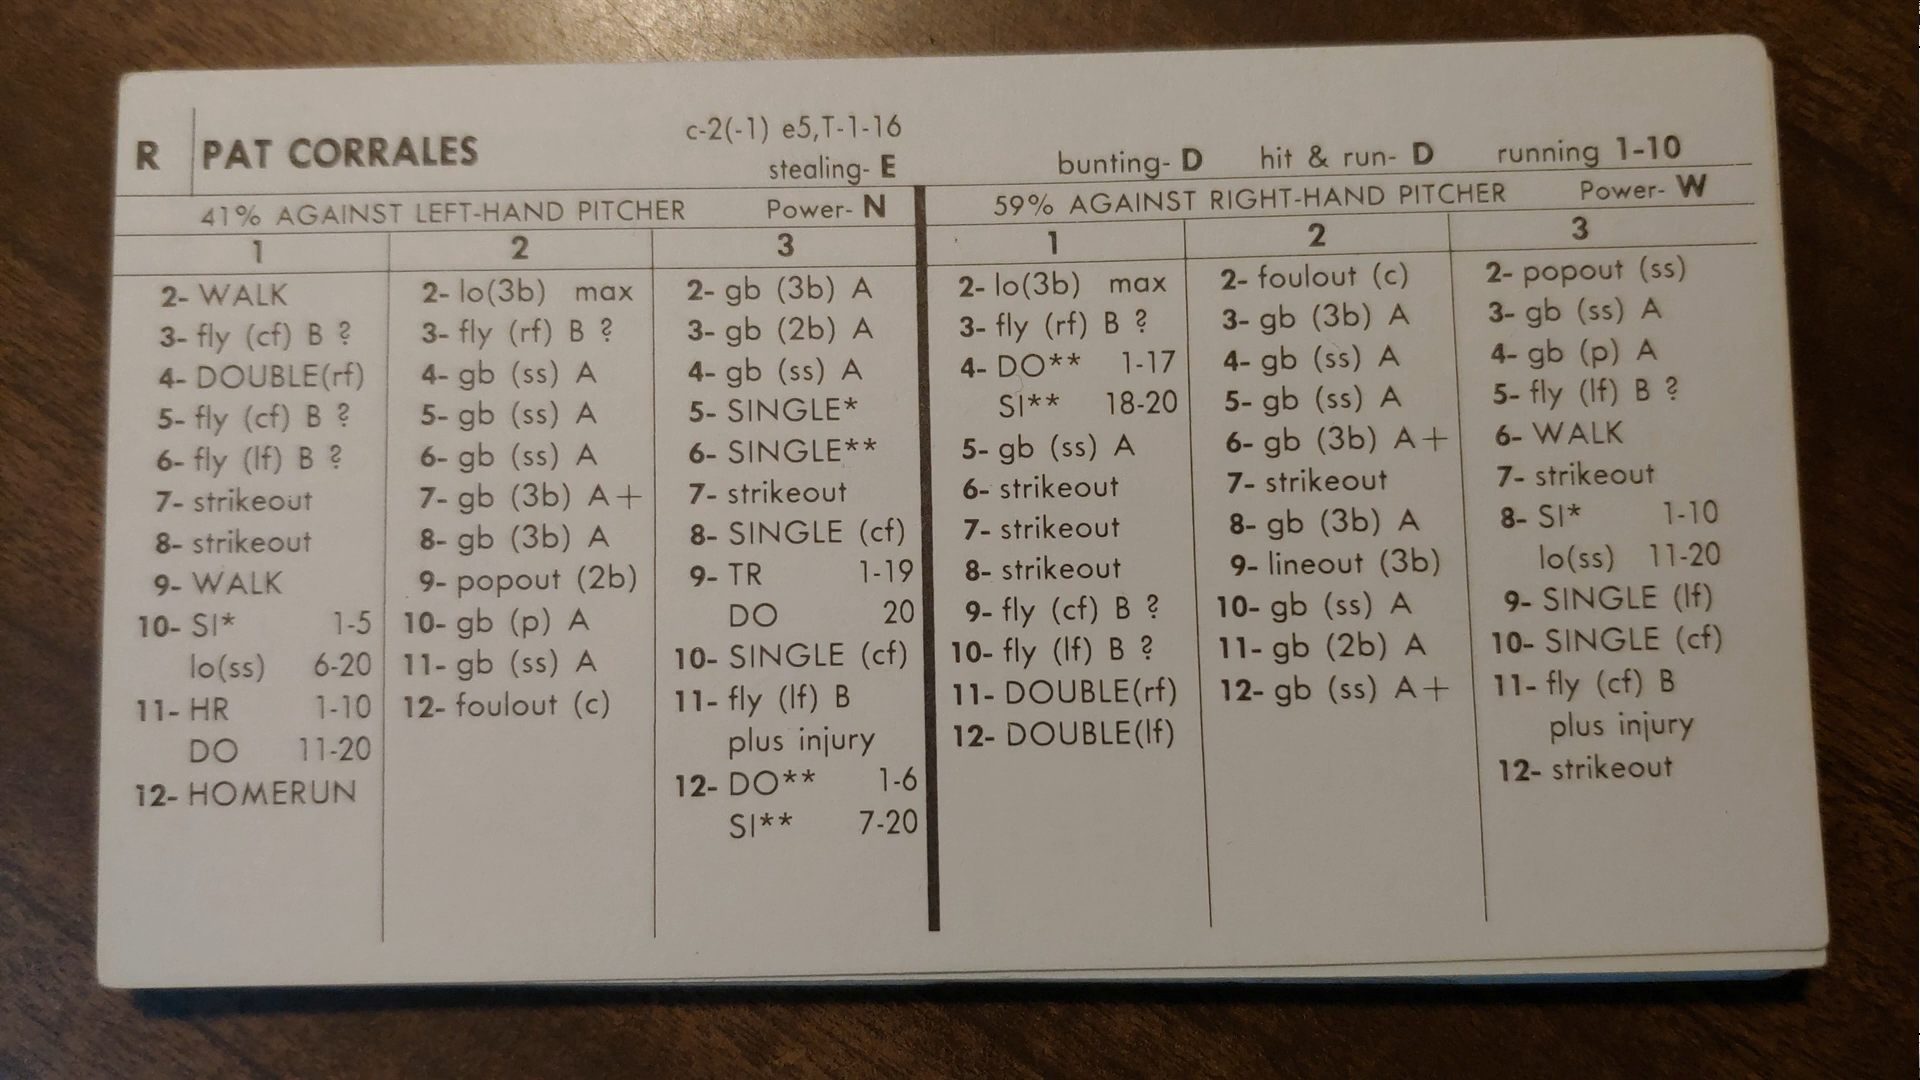 c-2(-1) e5,T-1-16
R PAT CORRALES stealing- E bunting- D hit & run- D running 1-10
41% AGAINST LEFT-HAND PITCHER Power- N
1 2 3
2- WALK
3- fly (cf) B ?
4- DOUBLE(rf)
5- fly (cf) B ?
6- fly (lf) B ?
7- strikeout
8- strikeout
9- WALK
10- SI* 1-5
lo(ss) 6-20
11- HR 1-10
DO 11-20
12- HOMERUN
2- lo(3b) max
3- fly (rf) B ?
4- gb (ss) A
5- gb (ss) A
6- gb (ss) A
7- gb (3b) A+
8- gb (3b) A
9- popout (2b)
10- gb (p) A
11- gb (ss) A
12- foulout (c)
2- gb (3b) A
3- gb (2b) A
4- gb (ss) A
5- SINGLE*
6- SINGLE**
7- strikeout
8- SINGLE (cf)
9- TR 1-19
DO 20
10- SINGLE (cf)
11- fly (lf) B
plus injury
12- DO** 1-6
SI** 7-20
59% AGAINST RIGHT-HAND PITCHER Power- W
1 2 3
2- lo(3b) max
3- fly (rf) B ?
4- DO** 1-17
SI** 18-20
5- gb (ss) A
6- strikeout
7- strikeout
8- strikeout
9- fly (cf) B ?
10- fly (lf) B ?
11- DOUBLE(rf)
12- DOUBLE(lf)
2- foulout (c)
3- gb (3b) A
4- gb (ss) A
5- gb (ss) A
6- gb (3b) A+
7- strikeout
8- gb (3b) A
9- lineout (3b)
10- gb (ss) A
11- gb (2b) A
12- gb (ss) A+
2- popout (ss)
3- gb (ss) A
4- gb (p) A
5- fly (lf) B ?
6- WALK
7- strikeout
8- SI* 1-10
lo(ss) 11-20
9- SINGLE (lf)
10- SINGLE (cf)
11- fly (cf) B
plus injury
12- strikeout